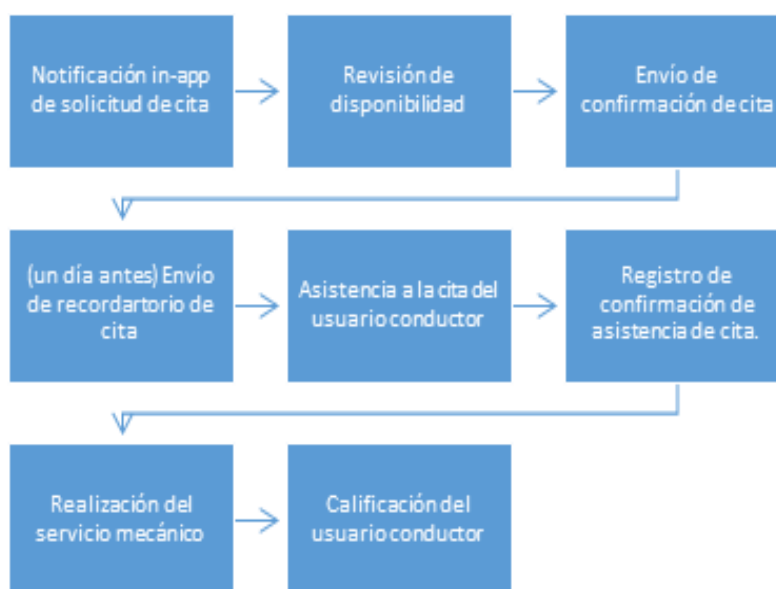 Notificación in-app
de solicitud de cita
Revisión de
disponibilidad
Envío de
confirmación de cita
(un día antes) Envío
de recordartorio de
cita
Asistencia a la cita del
usuario conductor
Registro de
confirmación de
asistencia de cita.
Realización del
servicio mecánico
Calificación del
usuario conductor